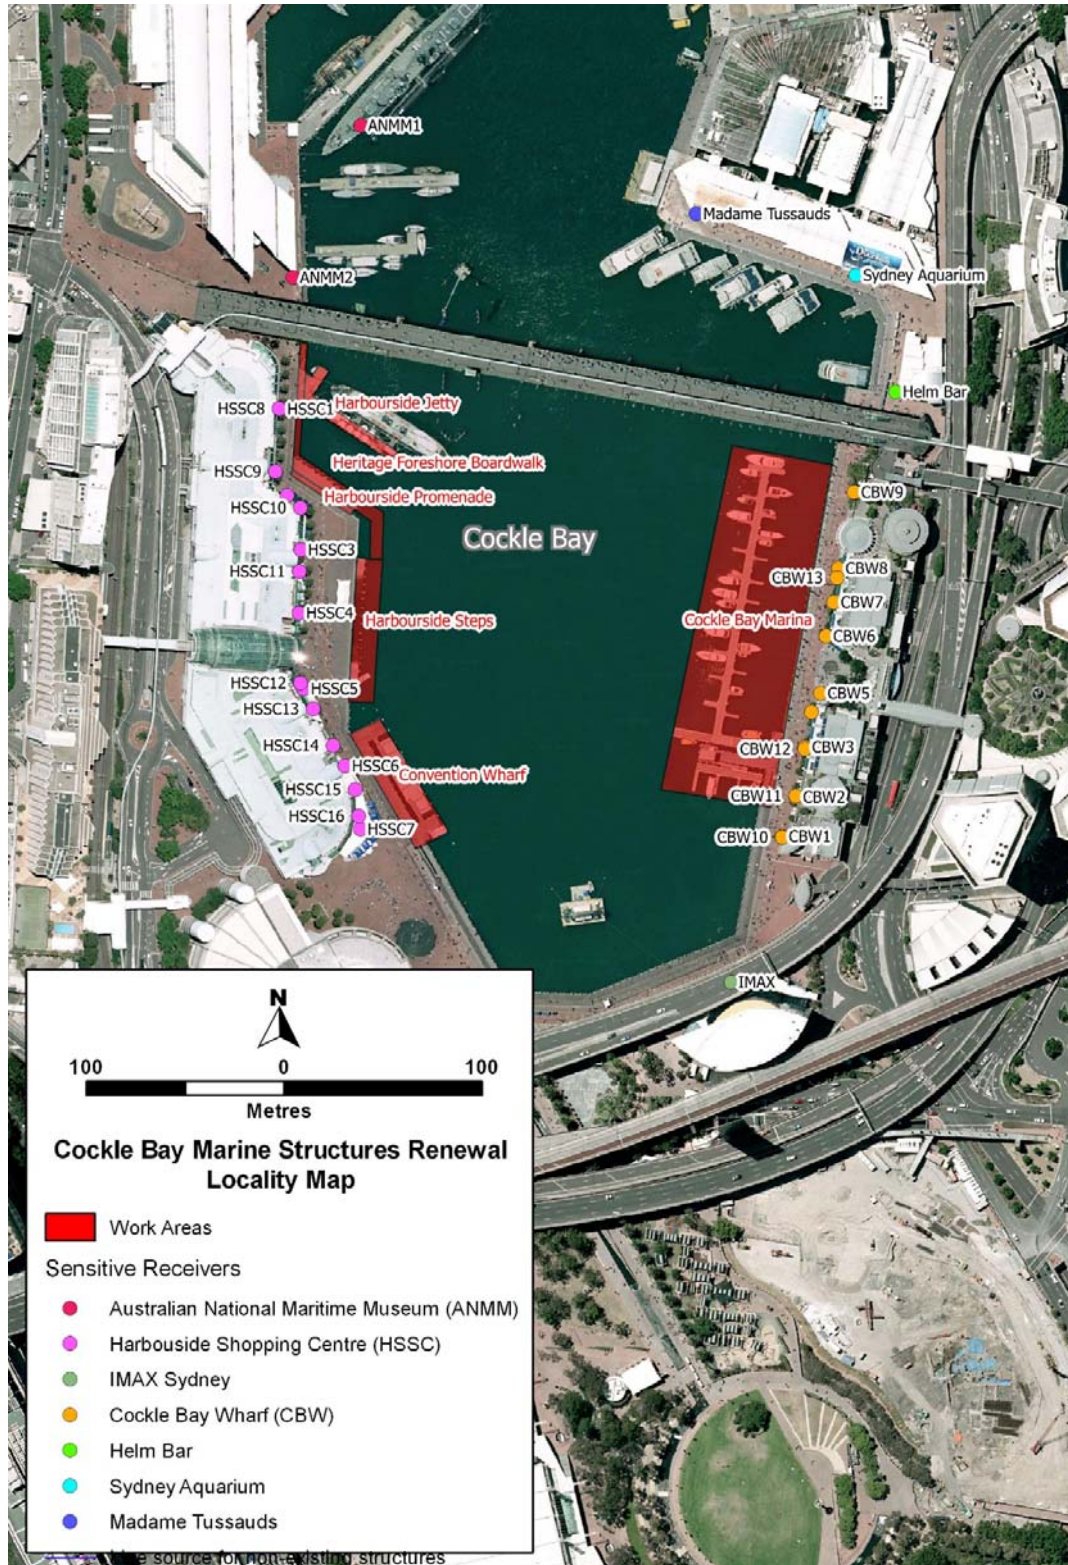 ANMM1
Madame Tussauds
Sydney Aquarium
ANMM2
Helm Bar
HSSC8
HSSC1
Harbourside Jetty
Heritage Foreshore Boardwalk
HSSC9
Harbourside Promenade
HSSC10
CBW9
Cockle Bay
HSSC3
HSSC11
CBW8
CBW13
CBW7
HSSC4
Harbourside Steps
Cockle Bay Marina
CBW6
HSSC12
HSSC5
CBW5
HSSC13
HSSC14
CBW12
CBW3
HSSC6
Convention Wharf
HSSC15
CBW11
CBW2
HSSC16
HSSC7
CBW10
CBW1
IMAX
N
100 0 100
Metres
Cockle Bay Marine Structures Renewal
Locality Map
Work Areas
Sensitive Receivers
Australian National Maritime Museum (ANMM)
Harbouside Shopping Centre (HSSC)
IMAX Sydney
Cockle Bay Wharf (CBW)
Helm Bar
Sydney Aquarium
Madame Tussauds
source for non-existing structures